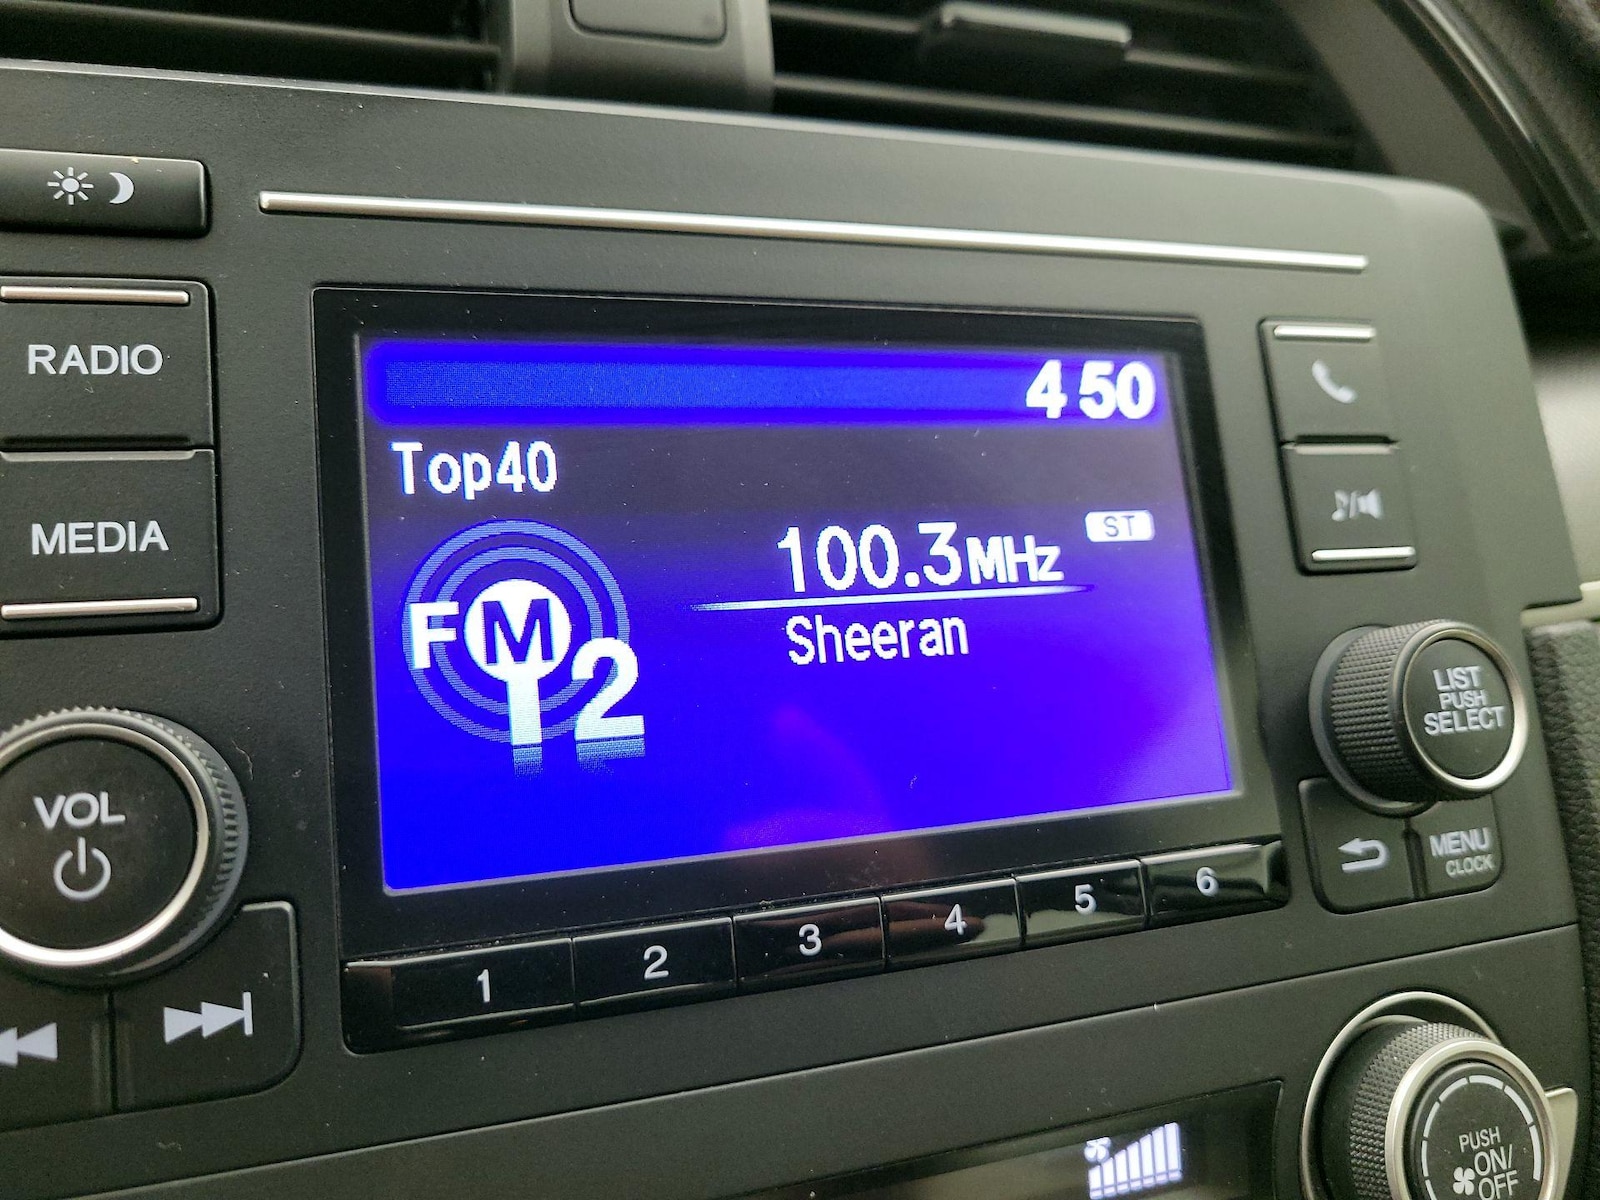 RADIO
MEDIA
VOL
4 50
Top40
FM
2
100.3MHz
ST
Sheeran
1 2 3 4 5 6
LIST
PUSH
SELECT
MENU
CLOCK
PUSH
ON/
OFF